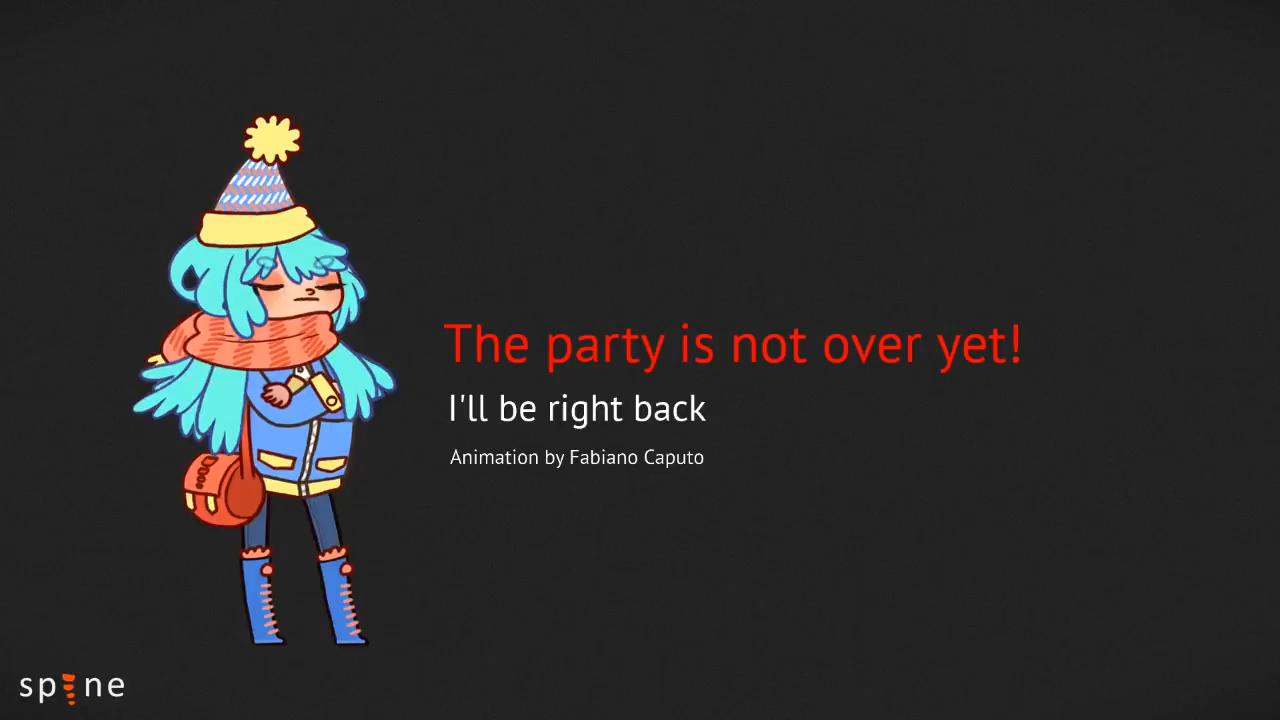 The party is not over yet!
I'll be right back
Animation by Fabiano Caputo
spine